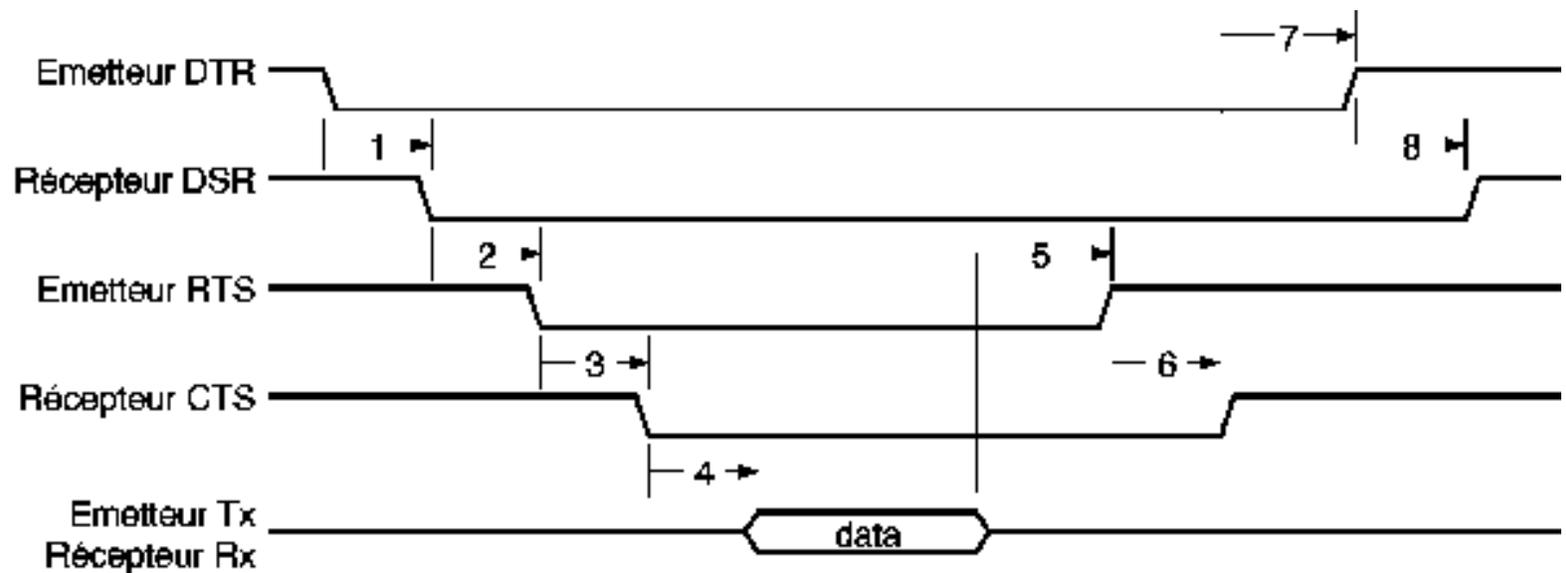 7
Emetteur DTR
1
8
Récepteur DSR
2
5
Emetteur RTS
3
6
Récepteur CTS
4
Emetteur Tx
data
Récepteur Rx